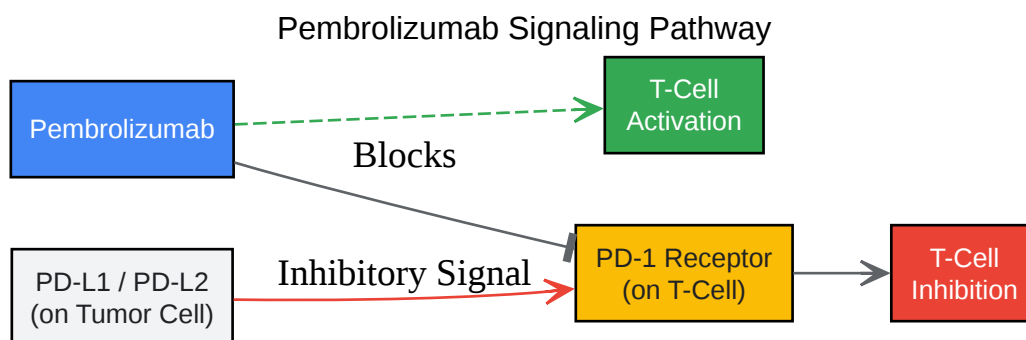 Pembrolizumab Signaling Pathway
Pembrolizumab
T-Cell
Activation
Blocks
PD-L1 / PD-L2
(on Tumor Cell)
Inhibitory Signal
PD-1 Receptor
(on T-Cell)
T-Cell
Inhibition